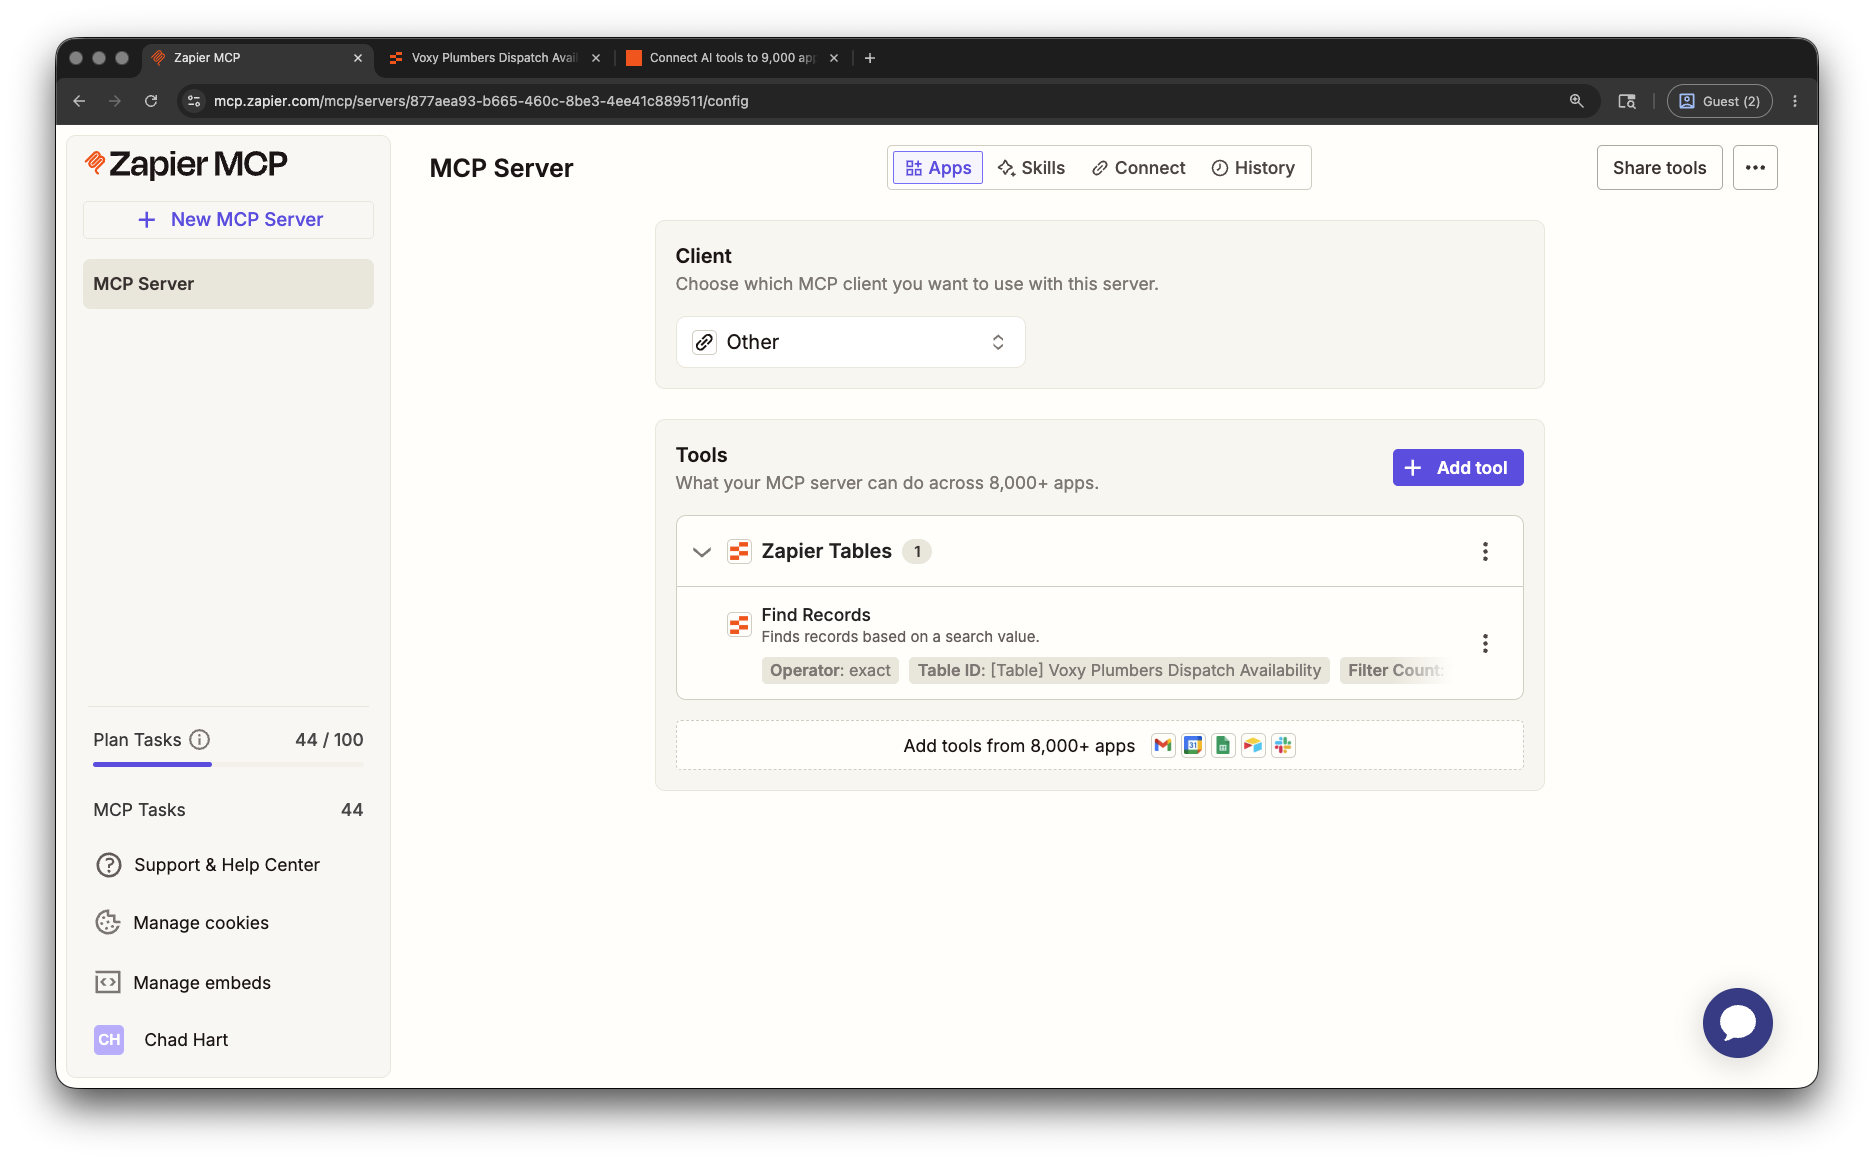 Zapier MCP
Voxy Plumbers Dispatch Avail
Connect AI tools to 9,000 app
mcp.zapier.com/mcp/servers/877aea93-b665-460c-8be3-4ee41c889511/config
Guest (2)
Zapier MCP
New MCP Server
MCP Server
MCP Server
Apps
Skills
Connect
History
Share tools
Client
Choose which MCP client you want to use with this server.
Other
Tools
What your MCP server can do across 8,000+ apps.
Add tool
Zapier Tables 1
Find Records
Finds records based on a search value.
Operator: exact
Table ID: [Table] Voxy Plumbers Dispatch Availability
Filter Count:
Add tools from 8,000+ apps
31
Plan Tasks 44 / 100
MCP Tasks 44
Support & Help Center
Manage cookies
Manage embeds
CH Chad Hart